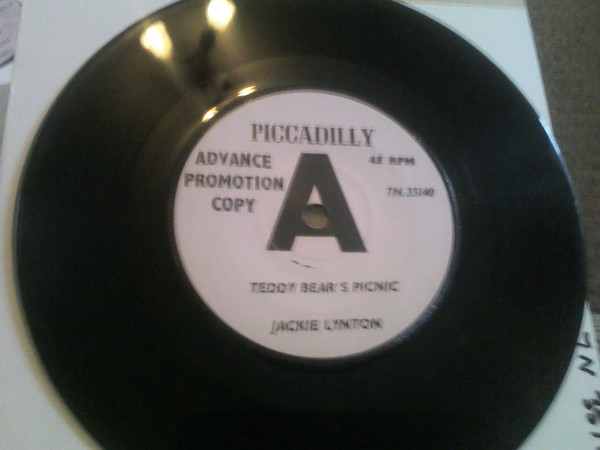 PICCADILLY
ADVANCE
PROMOTION
COPY
A
45 RPM
7N.35140
TEDDY BEAR'S PICNIC
JACKIE LYNTON